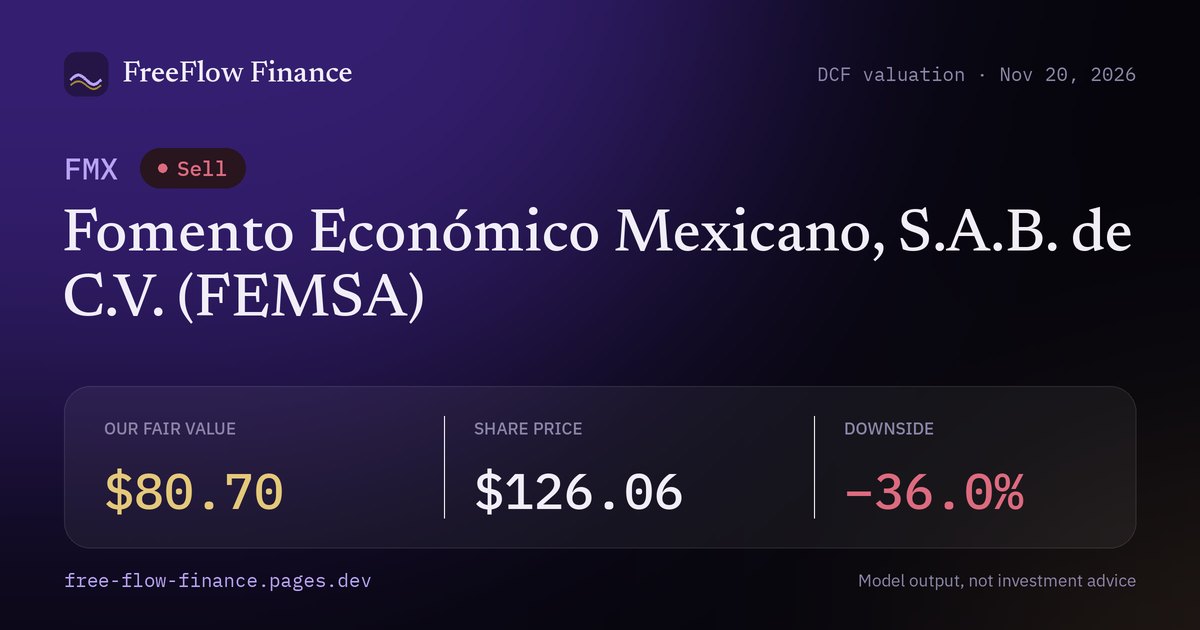 FreeFlow Finance
DCF valuation · Nov 20, 2026
FMX
Sell
Fomento Económico Mexicano, S.A.B. de
C.V. (FEMSA)
OUR FAIR VALUE
SHARE PRICE
DOWNSIDE
$80.70
$126.06
−36.0%
free-flow-finance.pages.dev
Model output, not investment advice